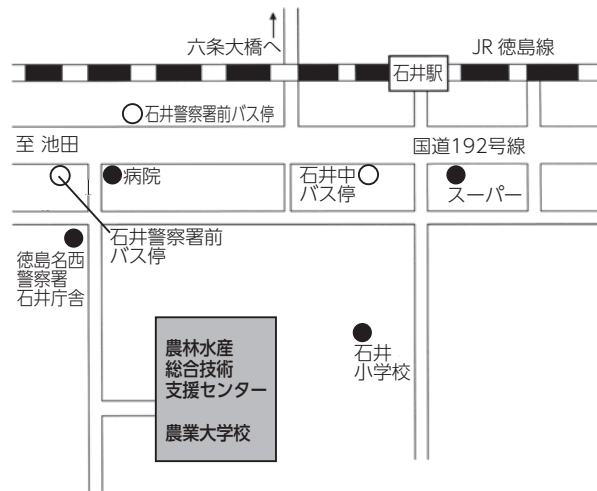 六条大橋へ
JR 徳島線
石井駅
石井警察署前バス停
至 池田
国道192号線
病院
石井中
バス停
スーパー
石井警察署前
バス停
徳島名西
警察署
石井庁舎
農林水産
総合技術
支援センター
農業大学校
石井
小学校